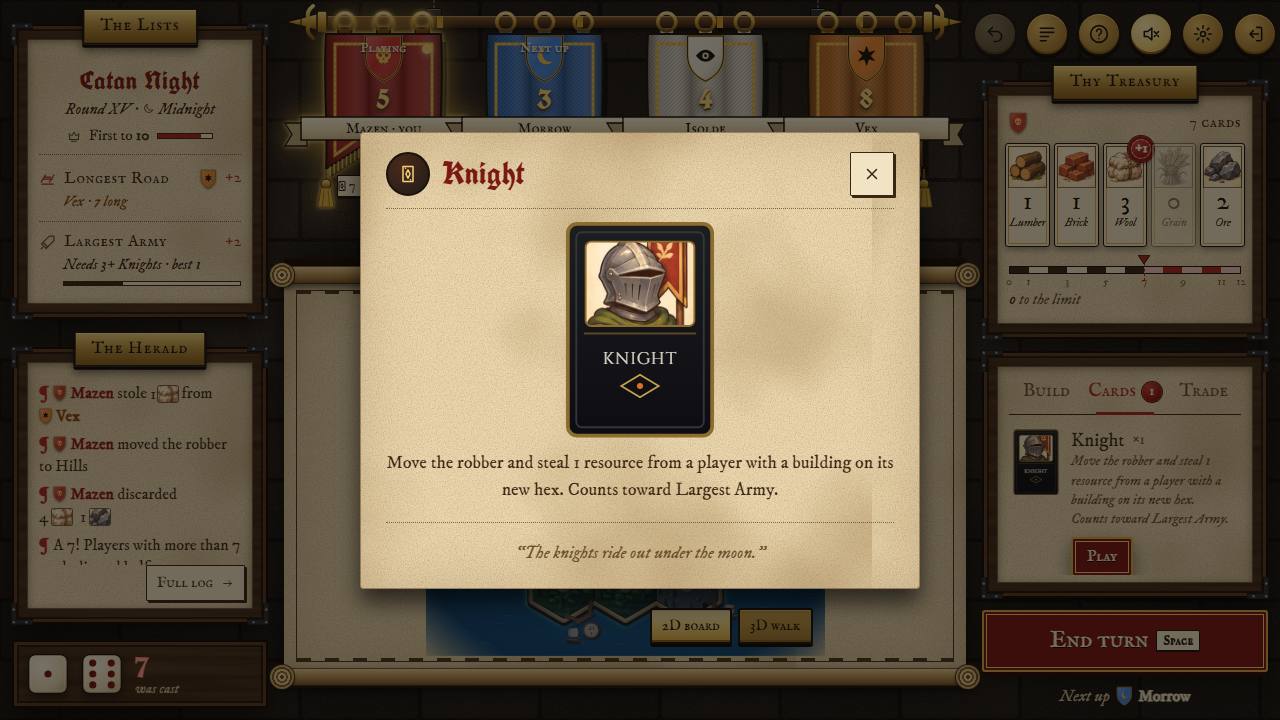 The Lists
Catan Night
Round XV · Midnight
First to 10
Longest Road +2
Vex · 7 long
Largest Army +2
Needs 3+ Knights · best 1
The Herald
¶ Mazen stole 1 from
Vex
¶ Mazen moved the robber
to Hills
¶ Mazen discarded
4 1
¶ A 7! Players with more than 7
Full log →
7
was cast
Playing
5
Mazen · you
7
Next up
3
Morrow
4
Isolde
8
Vex
Knight
×
KNIGHT
Move the robber and steal 1 resource from a player with a building on its
new hex. Counts toward Largest Army.
“The knights ride out under the moon.”
2D board
3D walk
Thy Treasury
7 cards
+1
1 1 3 0 2
Lumber Brick Wool Grain Ore
0 1 3 5 7 9 11 12
0 to the limit
Build Cards 1 Trade
KNIGHT
Knight ×1
Move the robber and steal 1
resource from a player with a
building on its new hex.
Counts toward Largest Army.
Play
End turn Space
Next up Morrow